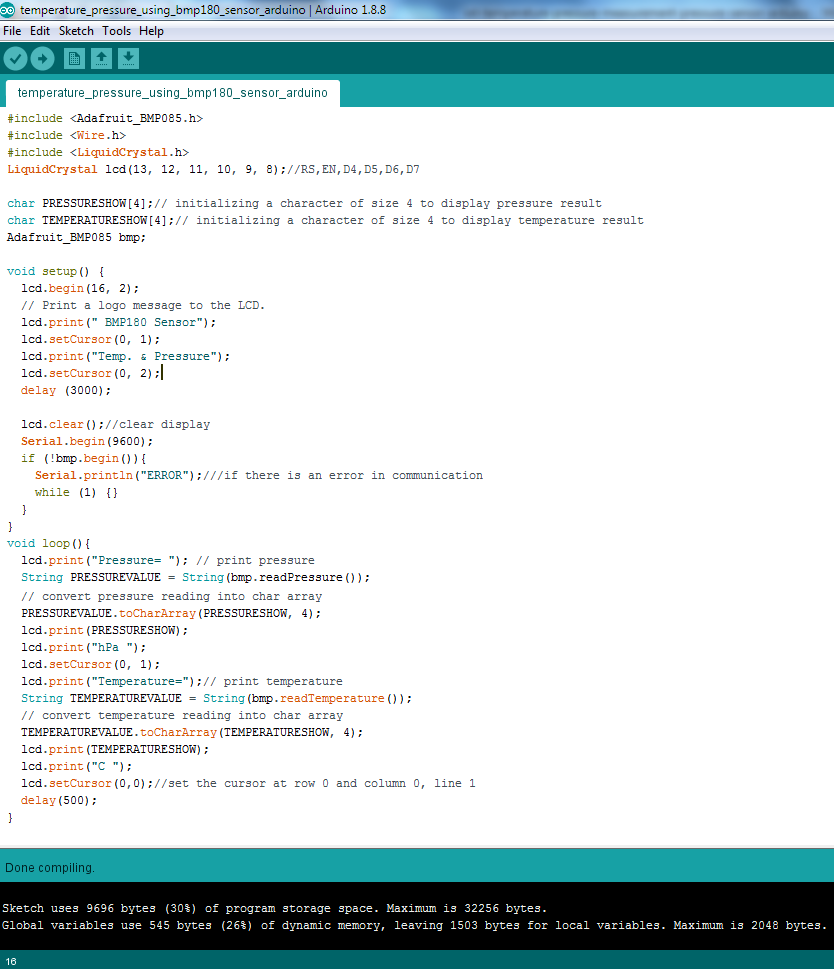 temperature_pressure_using_bmp180_sensor_arduino | Arduino 1.8.8
File Edit Sketch Tools Help
temperature_pressure_using_bmp180_sensor_arduino
#include <Adafruit_BMP085.h>
#include <Wire.h>
#include <LiquidCrystal.h>
LiquidCrystal lcd(13, 12, 11, 10, 9, 8);//RS,EN,D4,D5,D6,D7
char PRESSURESHOW[4];// initializing a character of size 4 to display pressure result
char TEMPERATURESHOW[4];// initializing a character of size 4 to display temperature result
Adafruit_BMP085 bmp;
void setup() {
  lcd.begin(16, 2);
  // Print a logo message to the LCD.
  lcd.print(" BMP180 Sensor");
  lcd.setCursor(0, 1);
  lcd.print("Temp. & Pressure");
  lcd.setCursor(0, 2);
  delay (3000);
  lcd.clear();//clear display
  Serial.begin(9600);
  if (!bmp.begin()){
    Serial.println("ERROR");///if there is an error in communication
    while (1) {}
  }
}
void loop(){
  lcd.print("Pressure= "); // print pressure
  String PRESSUREVALUE = String(bmp.readPressure());
  // convert pressure reading into char array
  PRESSUREVALUE.toCharArray(PRESSURESHOW, 4);
  lcd.print(PRESSURESHOW);
  lcd.print("hPa ");
  lcd.setCursor(0, 1);
  lcd.print("Temperature=");// print temperature
  String TEMPERATUREVALUE = String(bmp.readTemperature());
  // convert temperature reading into char array
  TEMPERATUREVALUE.toCharArray(TEMPERATURESHOW, 4);
  lcd.print(TEMPERATURESHOW);
  lcd.print("C ");
  lcd.setCursor(0,0);//set the cursor at row 0 and column 0, line 1
  delay(500);
}
Done compiling.
Sketch uses 9696 bytes (30%) of program storage space. Maximum is 32256 bytes.
Global variables use 545 bytes (26%) of dynamic memory, leaving 1503 bytes for local variables. Maximum is 2048 bytes.
16